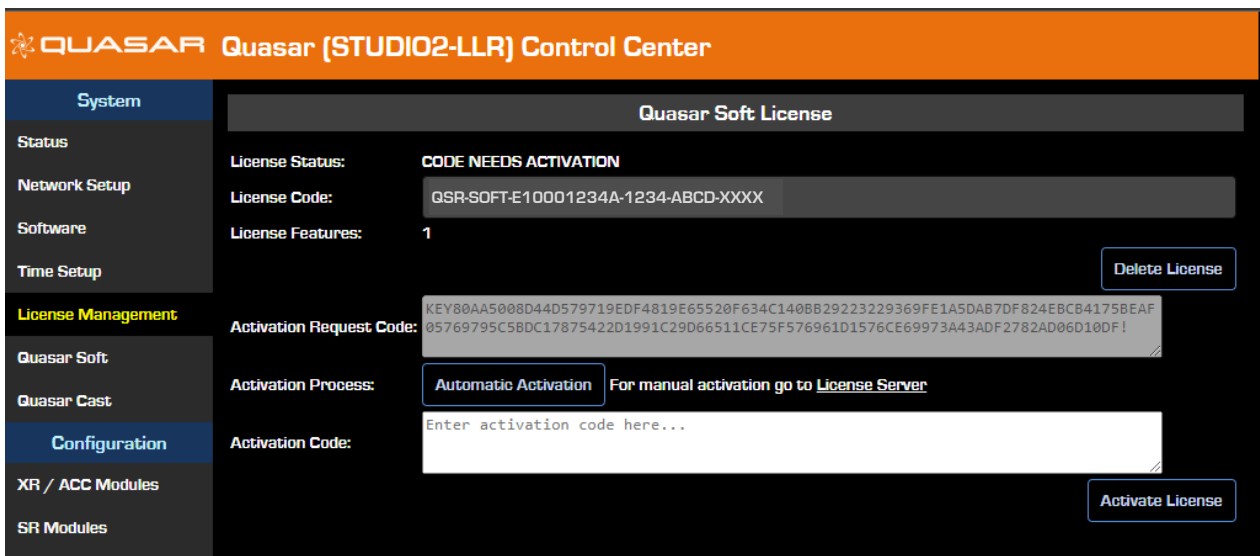 QUASAR Quasar (STUDIO2-LLR) Control Center
System
Status
Network Setup
Software
Time Setup
License Management
Quasar Soft
Quasar Cast
Configuration
XR / ACC Modules
SR Modules
Quasar Soft License
License Status: CODE NEEDS ACTIVATION
License Code: QSR-SOFT-E10001234A-1234-ABCD-XXXX
License Features: 1
Delete License
Activation Request Code: KEY80AA5008D44D579719EDF4819E65520F634C140BB29223229369FE1A5DAB7DF824EBCB4175BEAF
05769795C5BDC17875422D1991C29D66511CE75F576961D1576CE69973A43ADF2782AD06D10DF!
Activation Process: Automatic Activation For manual activation go to License Server
Activation Code: Enter activation code here...
Activate License